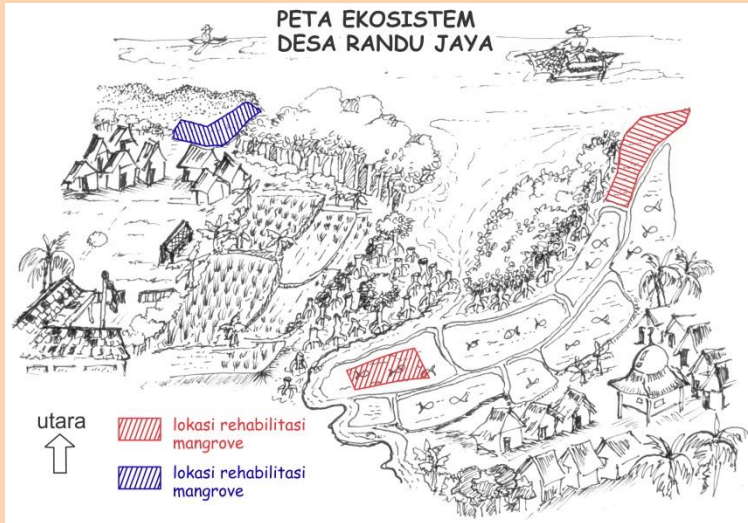 PETA EKOSISTEM
DESA RANDU JAYA
utara
lokasi rehabilitasi
mangrove
lokasi rehabilitasi
mangrove